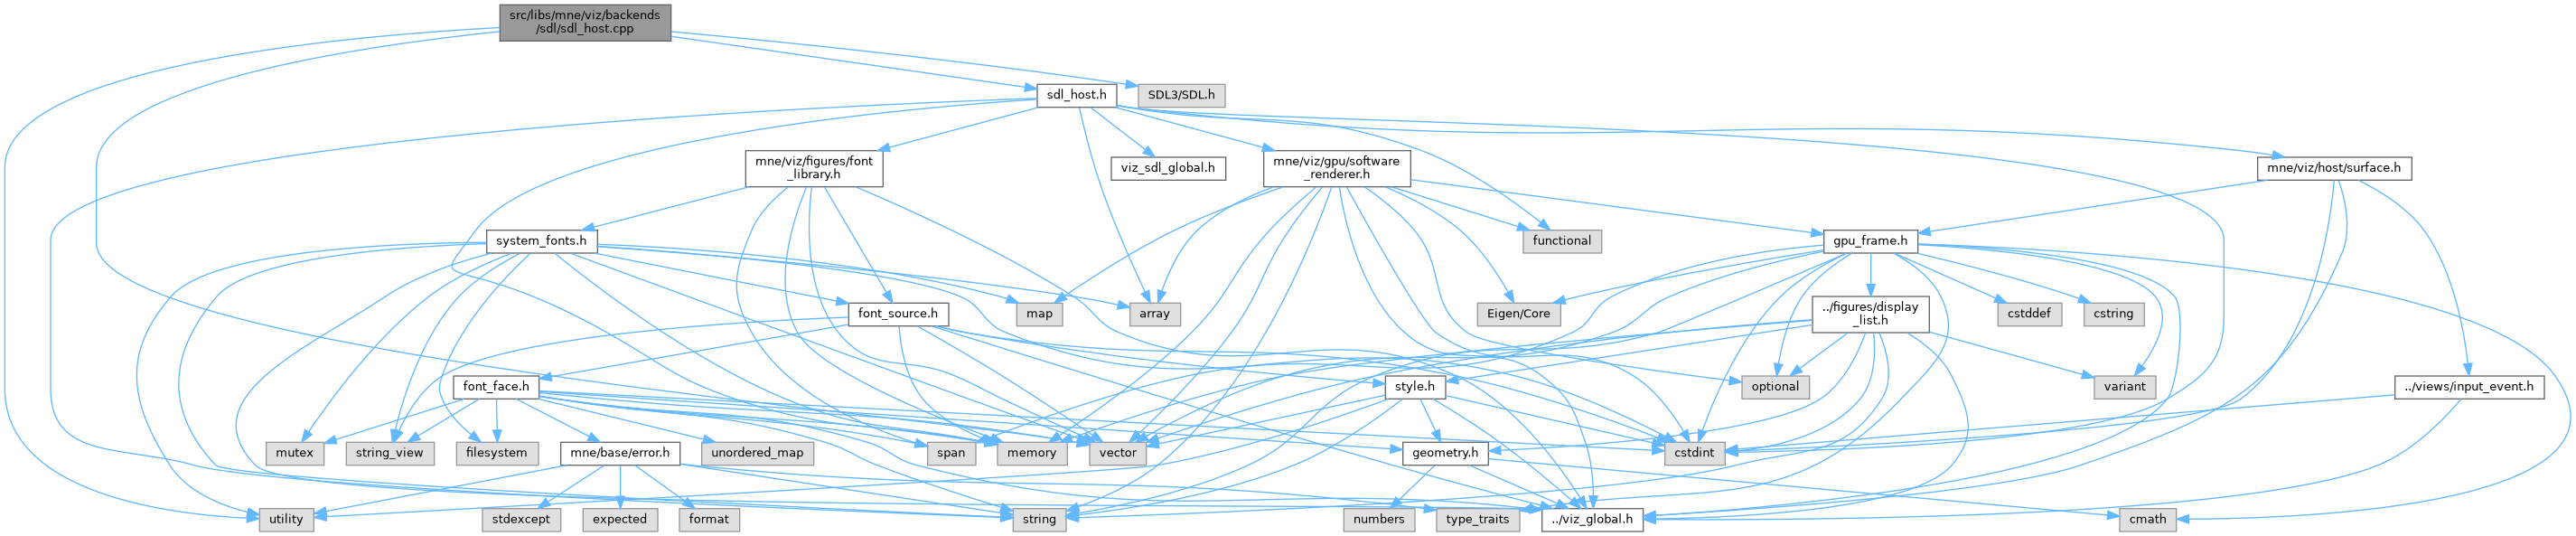 src/libs/mne/viz/backends
/sdl/sdl_host.cpp
sdl_host.h
SDL3/SDL.h
mne/viz/figures/font
_library.h
viz_sdl_global.h
mne/viz/gpu/software
_renderer.h
mne/viz/host/surface.h
system_fonts.h
functional
gpu_frame.h
font_source.h
map
array
Eigen/Core
../figures/display
_list.h
cstddef
cstring
font_face.h
style.h
optional
variant
../views/input_event.h
mutex
string_view
filesystem
mne/base/error.h
unordered_map
span
memory
vector
geometry.h
cstdint
utility
stdexcept
expected
format
string
numbers
type_traits
../viz_global.h
cmath